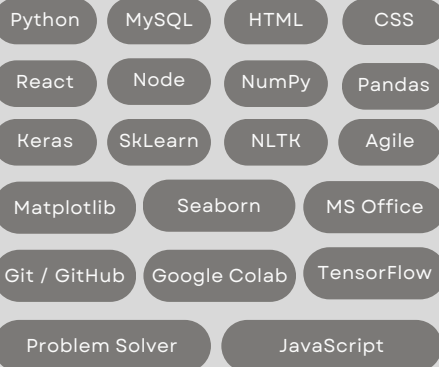 Python MySQL HTML CSS
React Node NumPy Pandas
Keras SkLearn NLTK Agile
Matplotlib Seaborn MS Office
Git / GitHub Google Colab TensorFlow
Problem Solver JavaScript